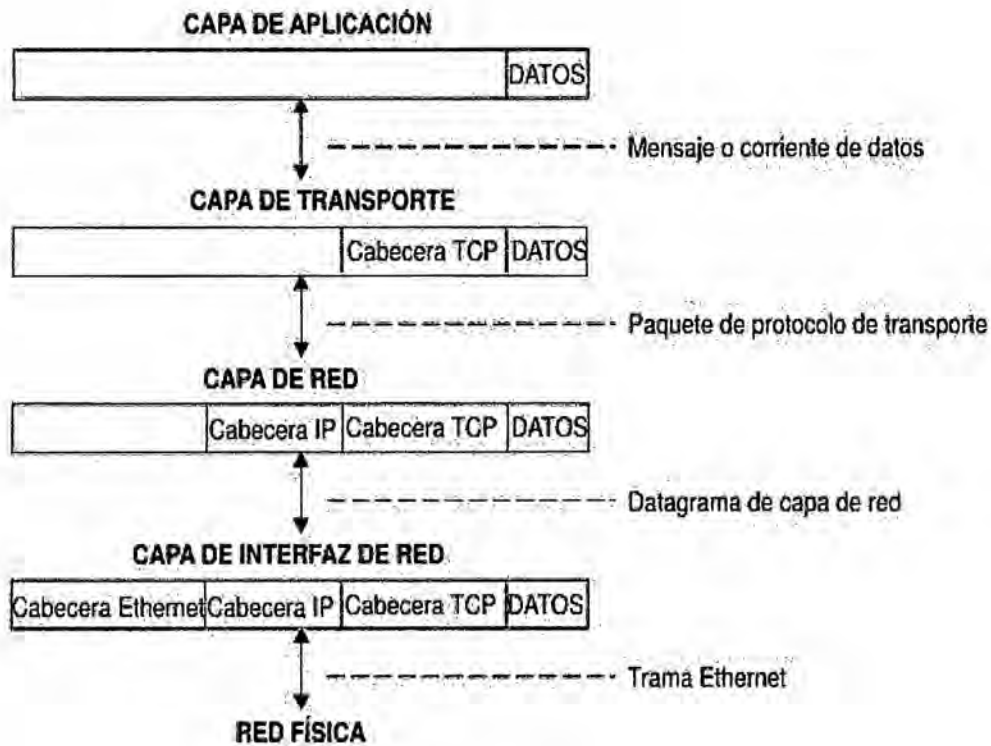 CAPA DE APLICACIÓN
DATOS
Mensaje o corriente de datos
CAPA DE TRANSPORTE
Cabecera TCP DATOS
Paquete de protocolo de transporte
CAPA DE RED
Cabecera IP Cabecera TCP DATOS
Datagrama de capa de red
CAPA DE INTERFAZ DE RED
Cabecera Ethernet Cabecera IP Cabecera TCP DATOS
Trama Ethernet
RED FÍSICA